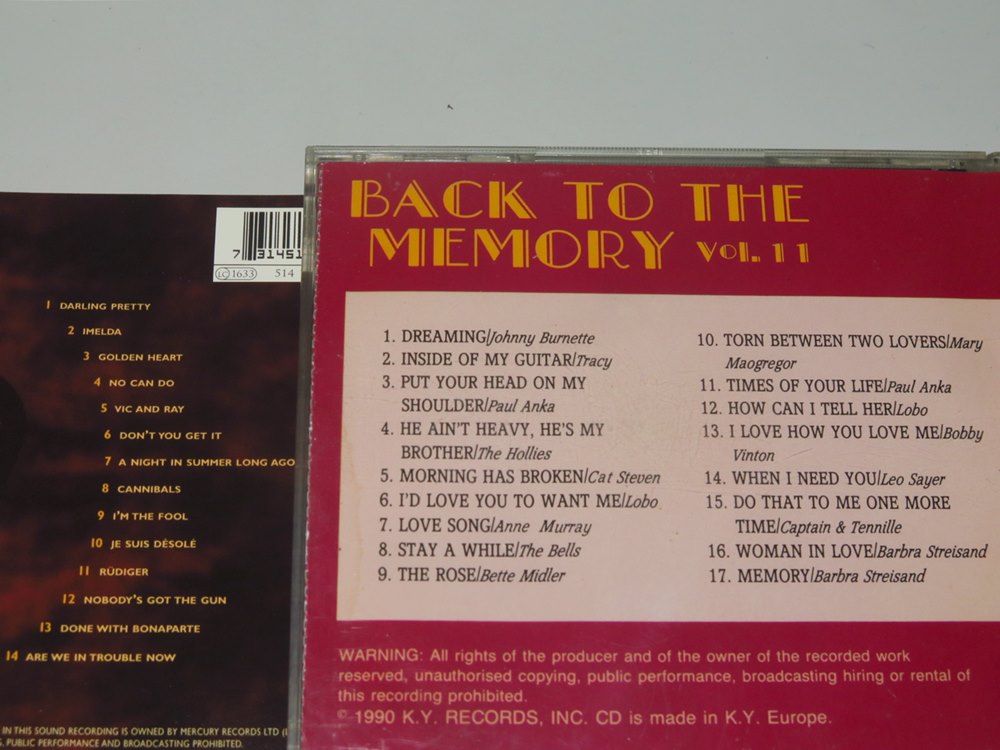 7 31451
LC 1633 514
1 DARLING PRETTY
2 IMELDA
3 GOLDEN HEART
4 NO CAN DO
5 VIC AND RAY
6 DON'T YOU GET IT
7 A NIGHT IN SUMMER LONG AGO
8 CANNIBALS
9 I'M THE FOOL
10 JE SUIS DÉSOLÉ
11 RÜDIGER
12 NOBODY'S GOT THE GUN
13 DONE WITH BONAPARTE
14 ARE WE IN TROUBLE NOW
IN THIS SOUND RECORDING IS OWNED BY MERCURY RECORDS LTD
PUBLIC PERFORMANCE AND BROADCASTING PROHIBITED.
BACK TO THE
MEMORY Vol. 11
1. DREAMING/Johnny Burnette
2. INSIDE OF MY GUITAR/Tracy
3. PUT YOUR HEAD ON MY
SHOULDER/Paul Anka
4. HE AIN'T HEAVY, HE'S MY
BROTHER/The Hollies
5. MORNING HAS BROKEN/Cat Steven
6. I'D LOVE YOU TO WANT ME/Lobo
7. LOVE SONG/Anne Murray
8. STAY A WHILE/The Bells
9. THE ROSE/Bette Midler
10. TORN BETWEEN TWO LOVERS/Mary
Maogregor
11. TIMES OF YOUR LIFE/Paul Anka
12. HOW CAN I TELL HER/Lobo
13. I LOVE HOW YOU LOVE ME/Bobby
Vinton
14. WHEN I NEED YOU/Leo Sayer
15. DO THAT TO ME ONE MORE
TIME/Captain & Tennille
16. WOMAN IN LOVE/Barbra Streisand
17. MEMORY/Barbra Streisand
WARNING: All rights of the producer and of the owner of the recorded work
reserved, unauthorised copying, public performance, broadcasting hiring or rental of
this recording prohibited.
℗ 1990 K.Y. RECORDS, INC. CD is made in K.Y. Europe.